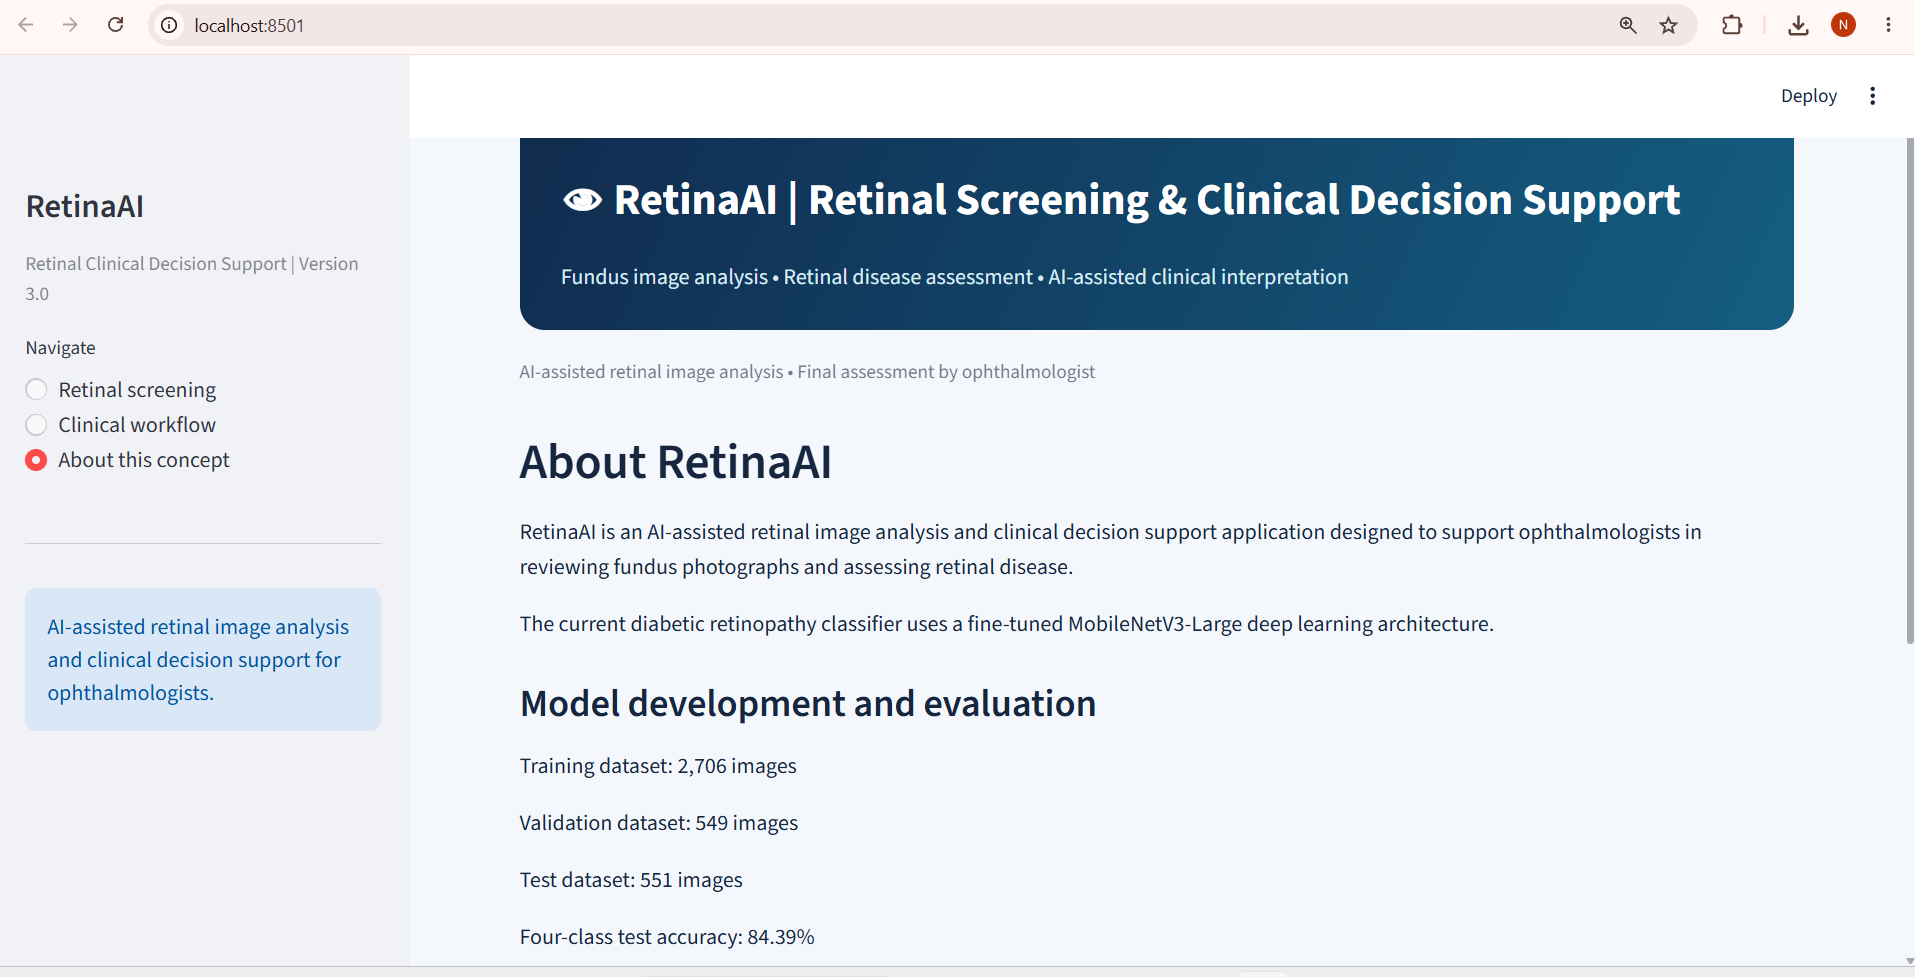 localhost:8501
N
Deploy
RetinaAI
Retinal Clinical Decision Support | Version
3.0
Navigate
Retinal screening
Clinical workflow
About this concept
AI-assisted retinal image analysis
and clinical decision support for
ophthalmologists.
RetinaAI | Retinal Screening & Clinical Decision Support
Fundus image analysis • Retinal disease assessment • AI-assisted clinical interpretation
AI-assisted retinal image analysis • Final assessment by ophthalmologist
About RetinaAI
RetinaAI is an AI-assisted retinal image analysis and clinical decision support application designed to support ophthalmologists in
reviewing fundus photographs and assessing retinal disease.
The current diabetic retinopathy classifier uses a fine-tuned MobileNetV3-Large deep learning architecture.
Model development and evaluation
Training dataset: 2,706 images
Validation dataset: 549 images
Test dataset: 551 images
Four-class test accuracy: 84.39%